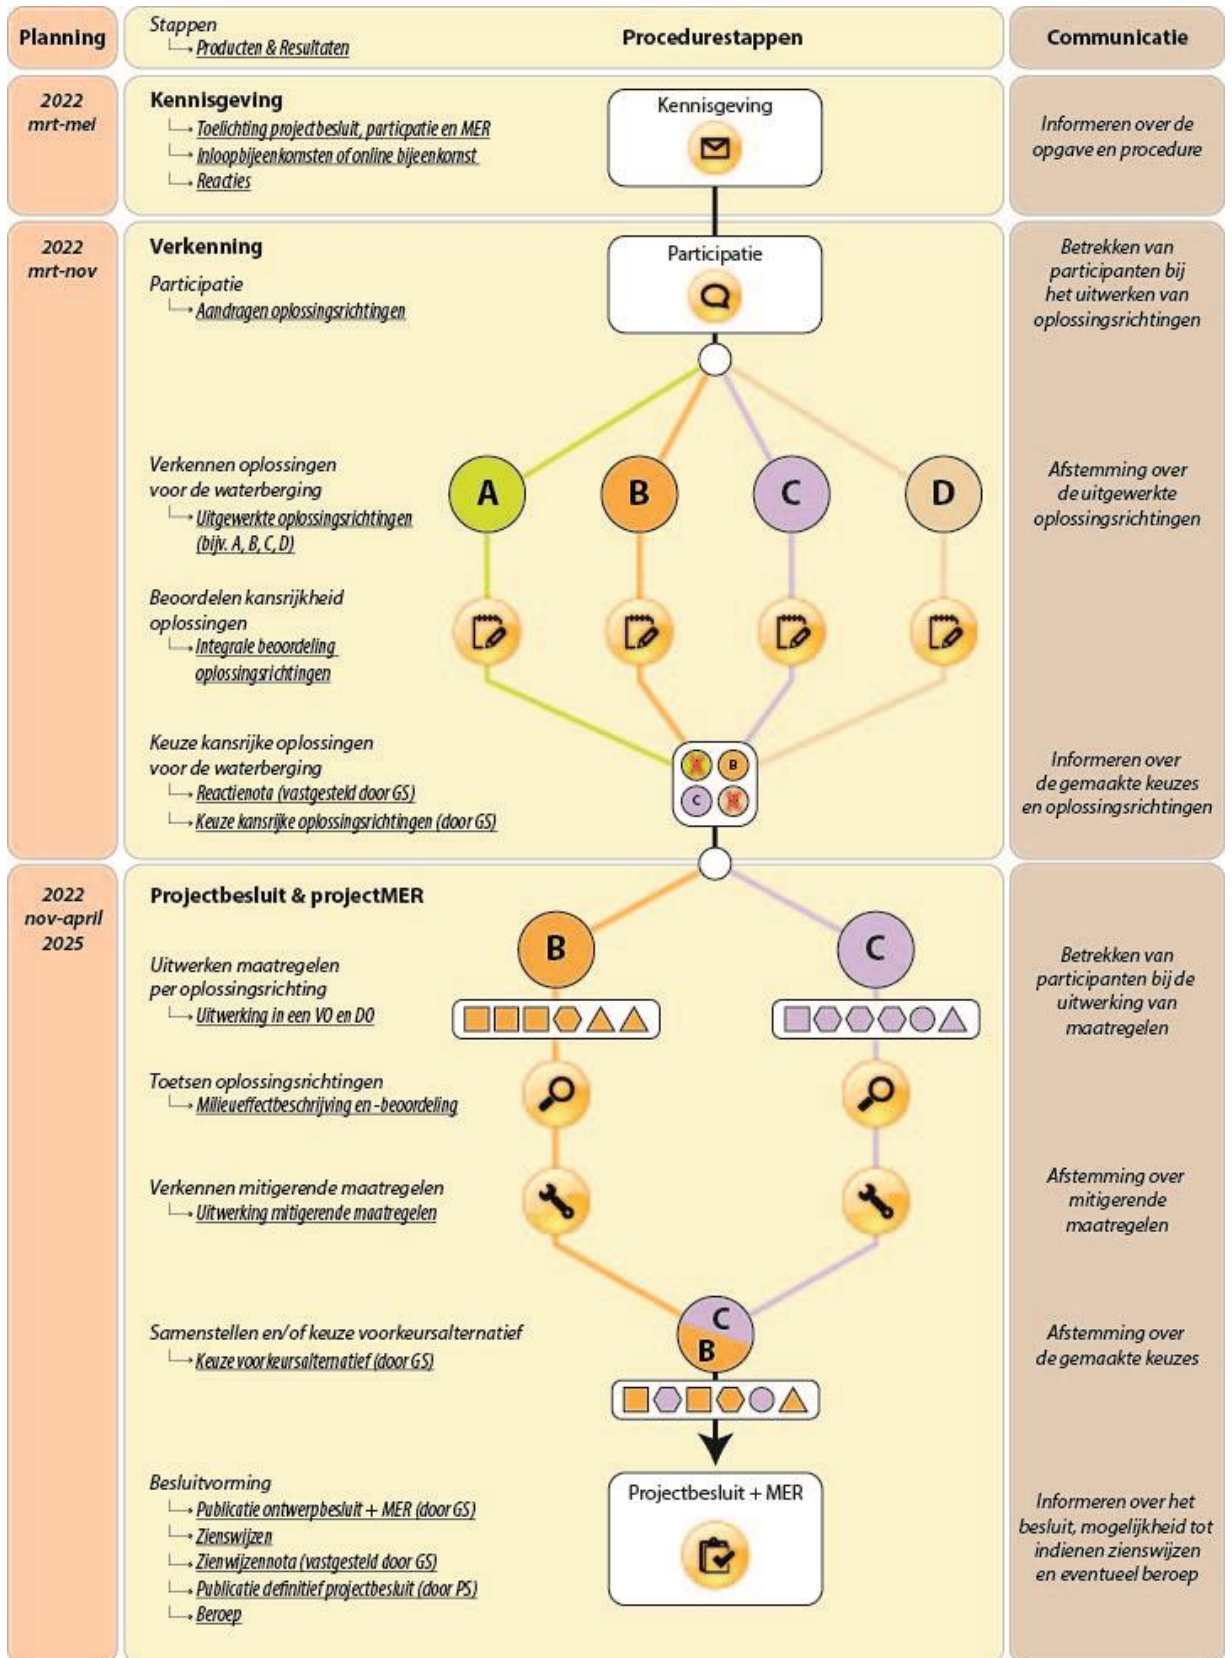 Planning
Stappen
Producten & Resultaten
Procedurestappen
Communicatie
2022
mrt-mei
Kennisgeving
Toelichting projectbesluit, particpatie en MER
Inloopbijeenkomsten of online bijeenkomst
Reacties
Kennisgeving
Informeren over de
opgave en procedure
2022
mrt-nov
Verkenning
Participatie
Aandragen oplossingsrichtingen
Participatie
Betrekken van
participanten bij
het uitwerken van
oplossingsrichtingen
Verkennen oplossingen
voor de waterberging
Uitgewerkte oplossingsrichtingen
(bijv. A, B, C, D)
A
B
C
D
Afstemming over
de uitgewerkte
oplossingsrichtingen
Beoordelen kansrijkheid
oplossingen
Integrale beoordeling
oplossingsrichtingen
Keuze kansrijke oplossingen
voor de waterberging
Reactienota (vastgesteld door GS)
Keuze kansrijke oplossingsrichtingen (door GS)
B
C
Informeren over
de gemaakte keuzes
en oplossingsrichtingen
2022
nov-april
2025
Projectbesluit & projectMER
Uitwerken maatregelen
per oplossingsrichting
Uitwerking in een VO en DO
B
C
Betrekken van
participanten bij de
uitwerking van
maatregelen
Toetsen oplossingsrichtingen
Milieueffectbeschrijving en -beoordeling
Verkennen mitigerende maatregelen
Uitwerking mitigerende maatregelen
Afstemming over
mitigerende
maatregelen
Samenstellen en/of keuze voorkeursalternatief
Keuze voorkeursalternatief (door GS)
C
B
Afstemming over
de gemaakte keuzes
Besluitvorming
Publicatie ontwerpbesluit + MER (door GS)
Zienswijzen
Zienwijzennota (vastgesteld door GS)
Publicatie definitief projectbesluit (door PS)
Beroep
Projectbesluit + MER
Informeren over het
besluit, mogelijkheid tot
indienen zienswijzen
en eventueel beroep